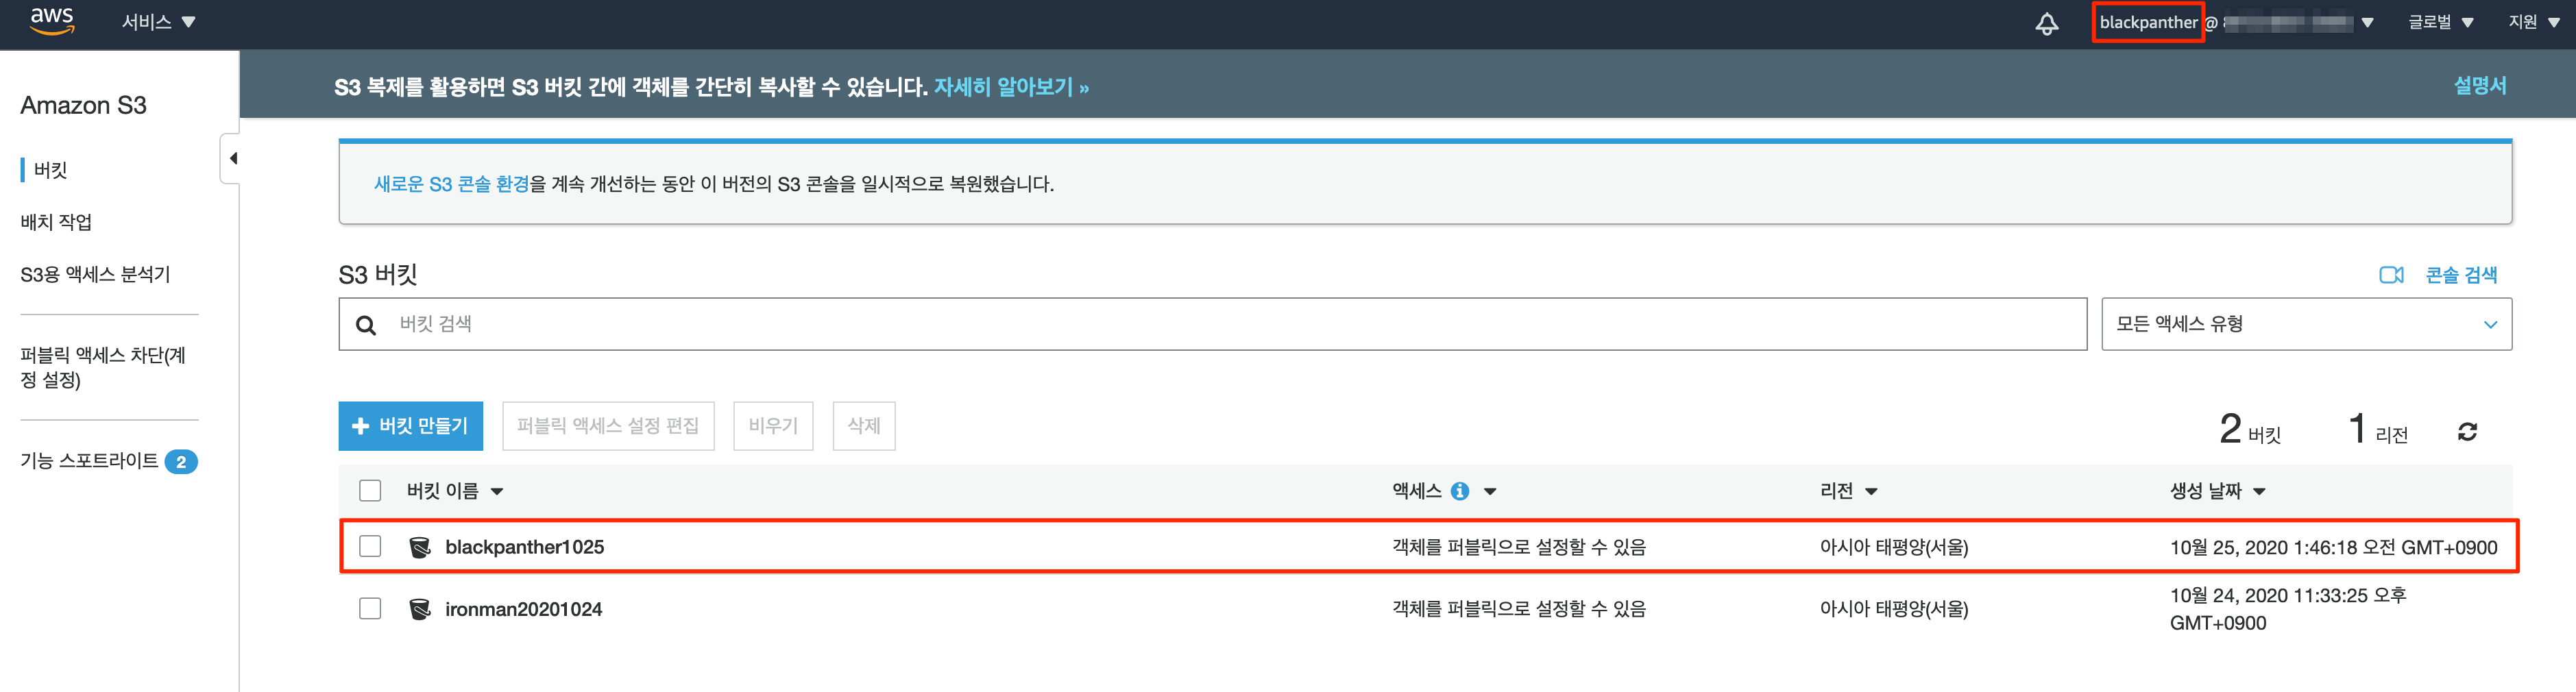 aws
서비스
blackpanther @
글로벌
지원
S3 복제를 활용하면 S3 버킷 간에 객체를 간단히 복사할 수 있습니다. 자세히 알아보기 »
설명서
Amazon S3
버킷
배치 작업
S3용 액세스 분석기
퍼블릭 액세스 차단(계
정 설정)
기능 스포트라이트 2
새로운 S3 콘솔 환경을 계속 개선하는 동안 이 버전의 S3 콘솔을 일시적으로 복원했습니다.
S3 버킷
콘솔 검색
버킷 검색
모든 액세스 유형
버킷 만들기
퍼블릭 액세스 설정 편집
비우기
삭제
2 버킷
1 리전
버킷 이름
액세스
리전
생성 날짜
blackpanther1025
객체를 퍼블릭으로 설정할 수 있음
아시아 태평양(서울)
10월 25, 2020 1:46:18 오전 GMT+0900
ironman20201024
객체를 퍼블릭으로 설정할 수 있음
아시아 태평양(서울)
10월 24, 2020 11:33:25 오후
GMT+0900